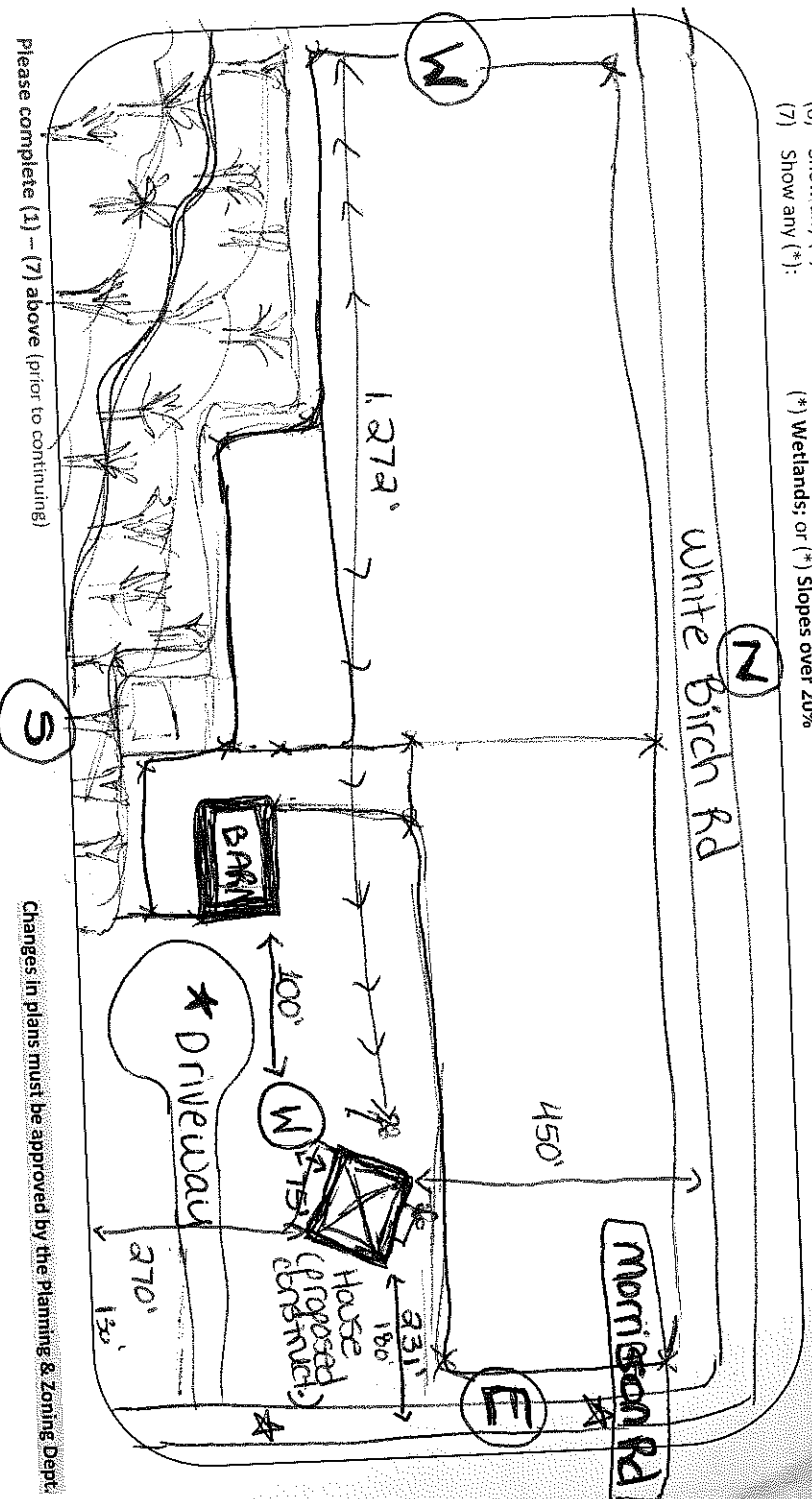 (7) Show any (*):
(*) Wetlands; or (*) Slopes over 20%
N
White Birch Rd
W
Morrison Rd
1,272'
450'
E
BARN
100'
W
15'
231'
180'
House
(proposed
construct.)
Driveway
270'
130'
S
Please complete (1) – (7) above (prior to continuing)
Changes in plans must be approved by the Planning & Zoning Dept.